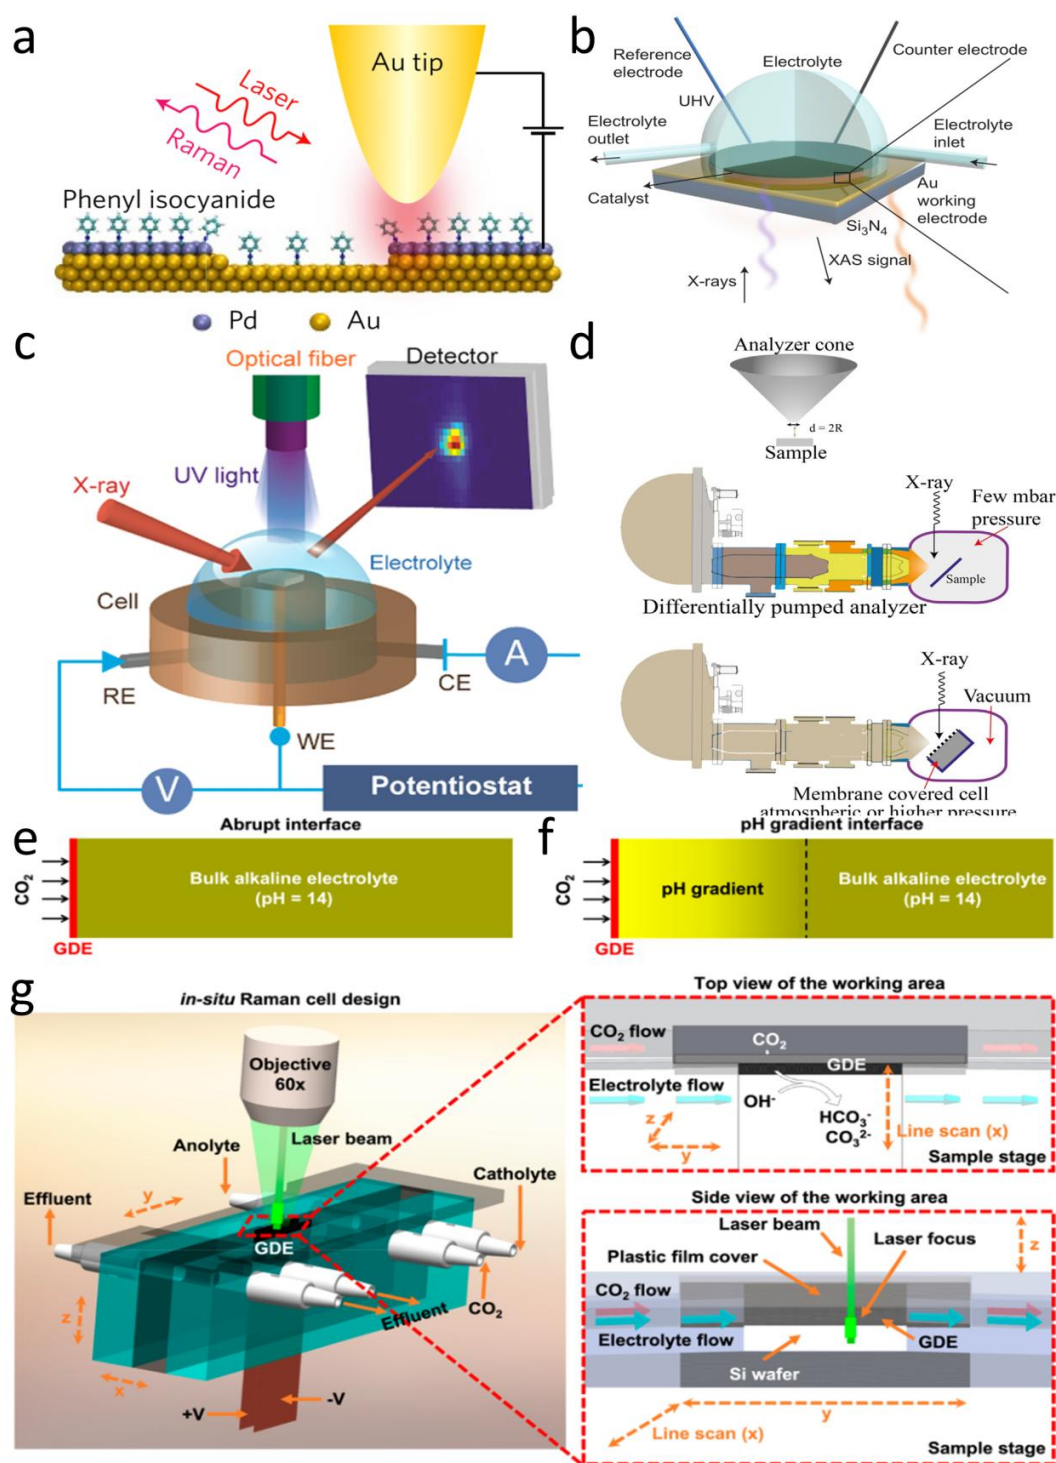 a
Laser
Raman
Au tip
Phenyl isocyanide
Pd
Au
b
Reference
electrode
Electrolyte
Counter electrode
UHV
Electrolyte
outlet
Electrolyte
inlet
Catalyst
Au
working
electrode
Si₃N₄
XAS signal
X-rays
c
Optical fiber
Detector
UV light
X-ray
Electrolyte
Cell
RE
CE
A
WE
V
Potentiostat
d
Analyzer cone
d = 2R
Sample
X-ray
Few mbar
pressure
Sample
Differentially pumped analyzer
X-ray
Vacuum
Membrane covered cell
atmospheric or higher pressure
e
Abrupt interface
CO₂
Bulk alkaline electrolyte
(pH = 14)
GDE
f
pH gradient interface
CO₂
pH gradient
Bulk alkaline electrolyte
(pH = 14)
GDE
g
in-situ Raman cell design
Objective
60x
Laser beam
Anolyte
Catholyte
Effluent
y
GDE
z
CO₂
Effluent
x
+V
-V
Top view of the working area
CO₂ flow
CO₂
GDE
Electrolyte flow
OH⁻
HCO₃⁻
CO₃²⁻
z
y
Line scan (x)
Sample stage
Side view of the working area
Laser beam
Laser focus
z
Plastic film cover
CO₂ flow
Electrolyte flow
GDE
Si wafer
y
Line scan (x)
Sample stage